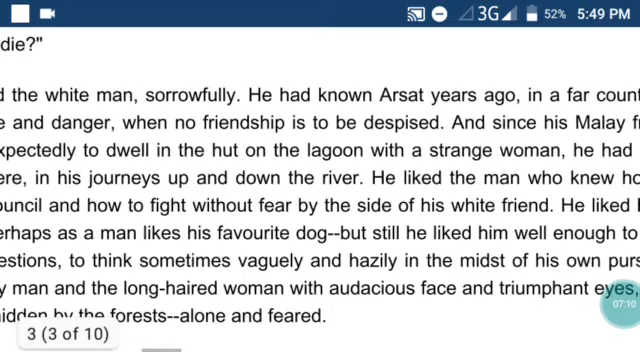 3G 52% 5:49 PM
die?"
d the white man, sorrowfully. He had known Arsat years ago, in a far count
e and danger, when no friendship is to be despised. And since his Malay fr
xpectedly to dwell in the hut on the lagoon with a strange woman, he had
ere, in his journeys up and down the river. He liked the man who knew ho
ouncil and how to fight without fear by the side of his white friend. He liked
erhaps as a man likes his favourite dog--but still he liked him well enough to
estions, to think sometimes vaguely and hazily in the midst of his own purs
y man and the long-haired woman with audacious face and triumphant eyes,
idden by the forests--alone and feared.
07:10
3 (3 of 10)